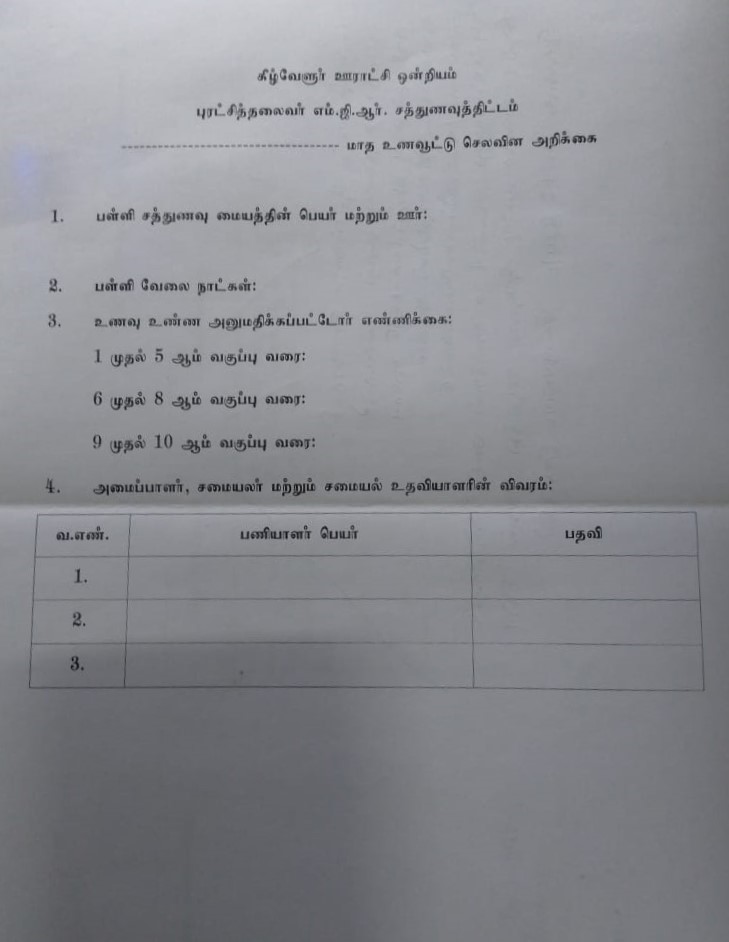 கீழ்வேளூர் ஊராட்சி ஒன்றியம்
புரட்சித்தலைவர் எம்.ஜி.ஆர். சத்துணவுத்திட்டம்
---------------------------------- மாத உணவூட்டு செலவின அறிக்கை
1. பள்ளி சத்துணவு மையத்தின் பெயர் மற்றும் ஊர்:
2. பள்ளி வேலை நாட்கள்:
3. உணவு உண்ண அனுமதிக்கப்பட்டோர் எண்ணிக்கை:
1 முதல் 5 ஆம் வகுப்பு வரை:
6 முதல் 8 ஆம் வகுப்பு வரை:
9 முதல் 10 ஆம் வகுப்பு வரை:
4. அமைப்பாளர், சமையலர் மற்றும் சமையல் உதவியாளரின் விவரம்:
வ.எண். பணியாளர் பெயர் பதவி
1.
2.
3.